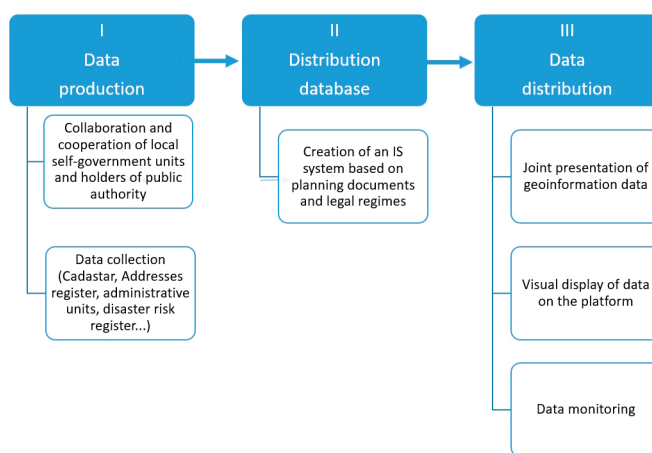 I
Data
production
II
Distribution
database
III
Data
distribution
Collaboration and
cooperation of local
self-government units
and holders of public
authority
Data collection
(Cadastar, Addresses
register, administrative
units, disaster risk
register...)
Creation of an IS
system based on
planning documents
and legal regimes
Joint presentation of
geoinformation data
Visual display of data
on the platform
Data monitoring